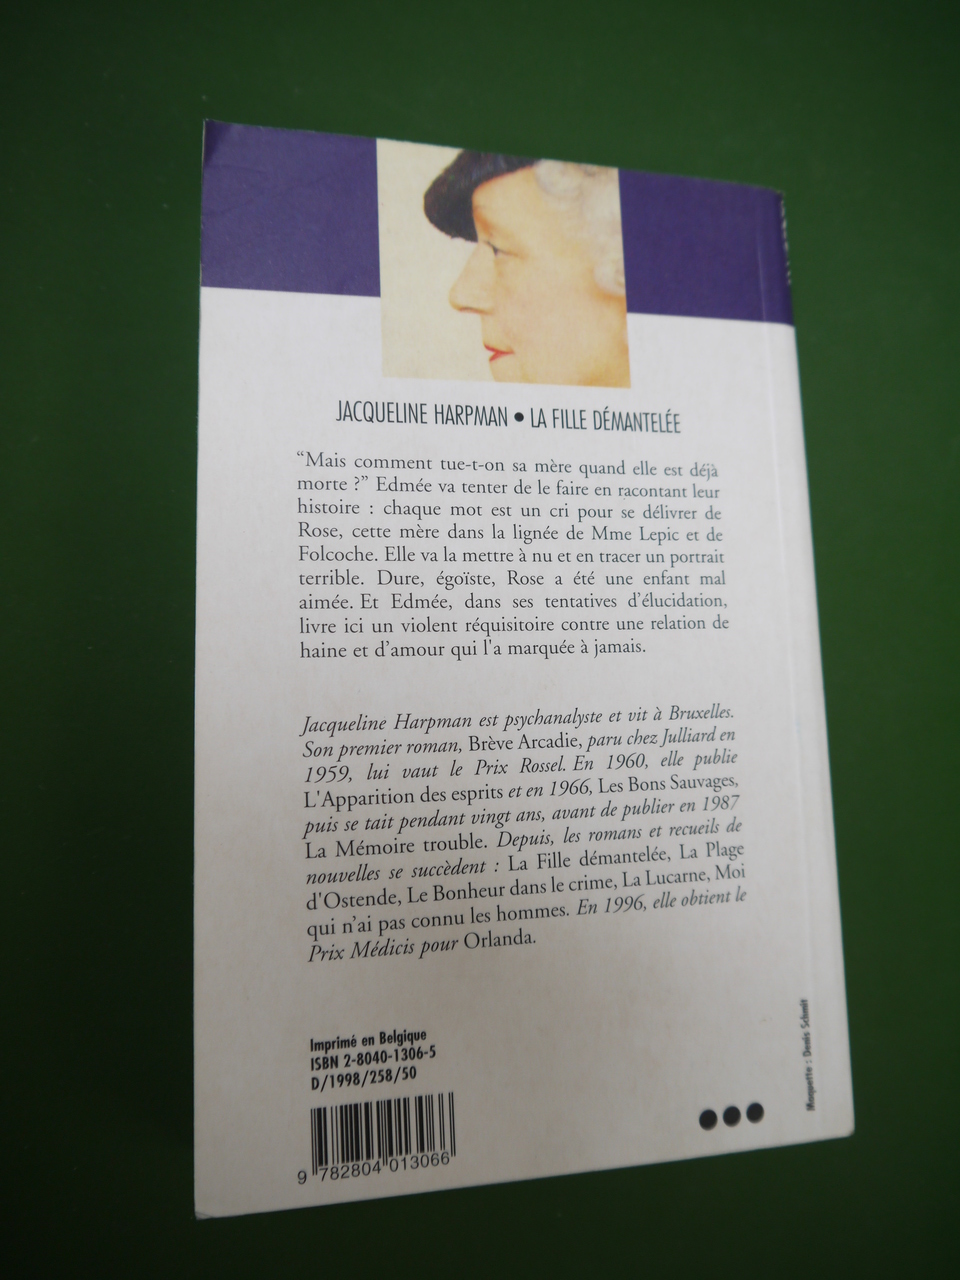 JACQUELINE HARPMAN • LA FILLE DÉMANTELÉE
“Mais comment tue-t-on sa mère quand elle est déjà
morte ?” Edmée va tenter de le faire en racontant leur
histoire : chaque mot est un cri pour se délivrer de
Rose, cette mère dans la lignée de Mme Lepic et de
Folcoche. Elle va la mettre à nu et en tracer un portrait
terrible. Dure, égoïste, Rose a été une enfant mal
aimée. Et Edmée, dans ses tentatives d’élucidation,
livre ici un violent réquisitoire contre une relation de
haine et d’amour qui l'a marquée à jamais.
Jacqueline Harpman est psychanalyste et vit à Bruxelles.
Son premier roman, Brève Arcadie, paru chez Julliard en
1959, lui vaut le Prix Rossel. En 1960, elle publie
L'Apparition des esprits et en 1966, Les Bons Sauvages,
puis se tait pendant vingt ans, avant de publier en 1987
La Mémoire trouble. Depuis, les romans et recueils de
nouvelles se succèdent : La Fille démantelée, La Plage
d'Ostende, Le Bonheur dans le crime, La Lucarne, Moi
qui n’ai pas connu les hommes. En 1996, elle obtient le
Prix Médicis pour Orlanda.
Imprimé en Belgique
ISBN 2-8040-1306-5
D/1998/258/50
9 782804 013066
Maquette : Denis Schmit